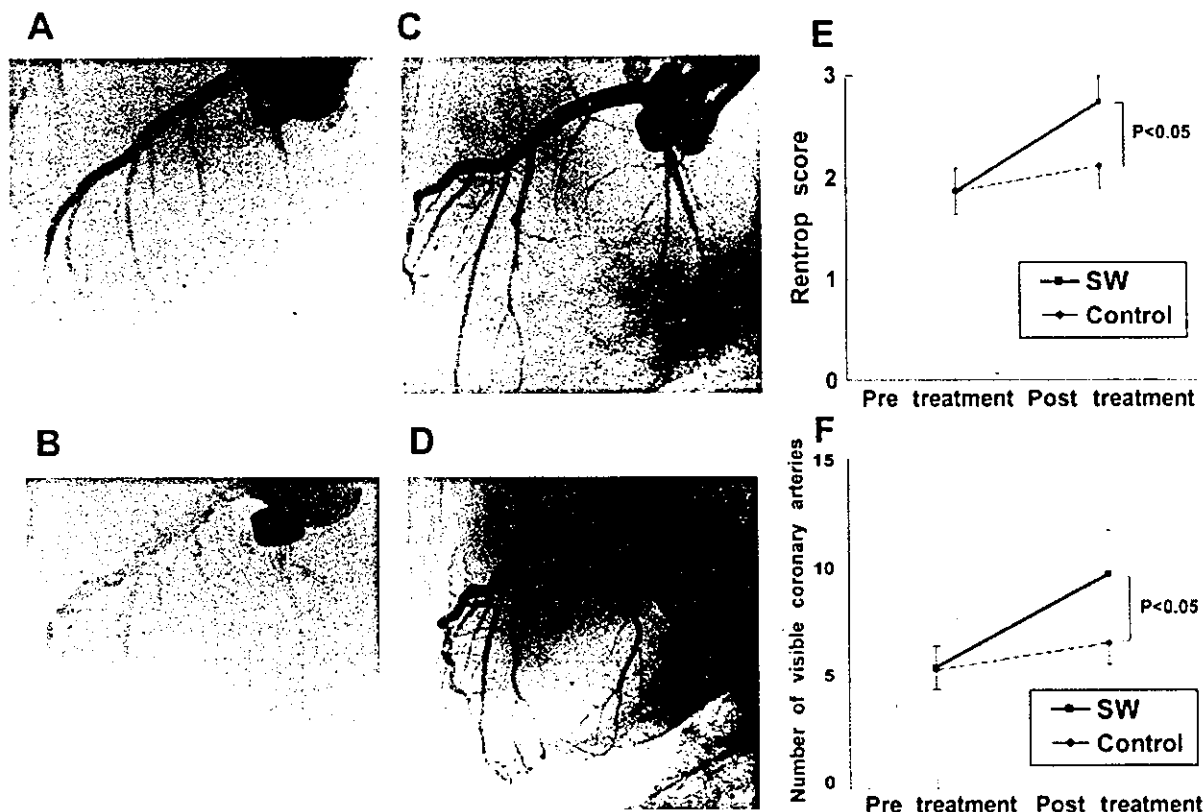 A
B
C
D
E
3
2
1
0
Rentrop score
P<0.05
SW
Control
Pre treatment Post treatment
F
15
10
5
0
Number of visible coronary arteries
P<0.05
SW
Control
Pre treatment Post treatment